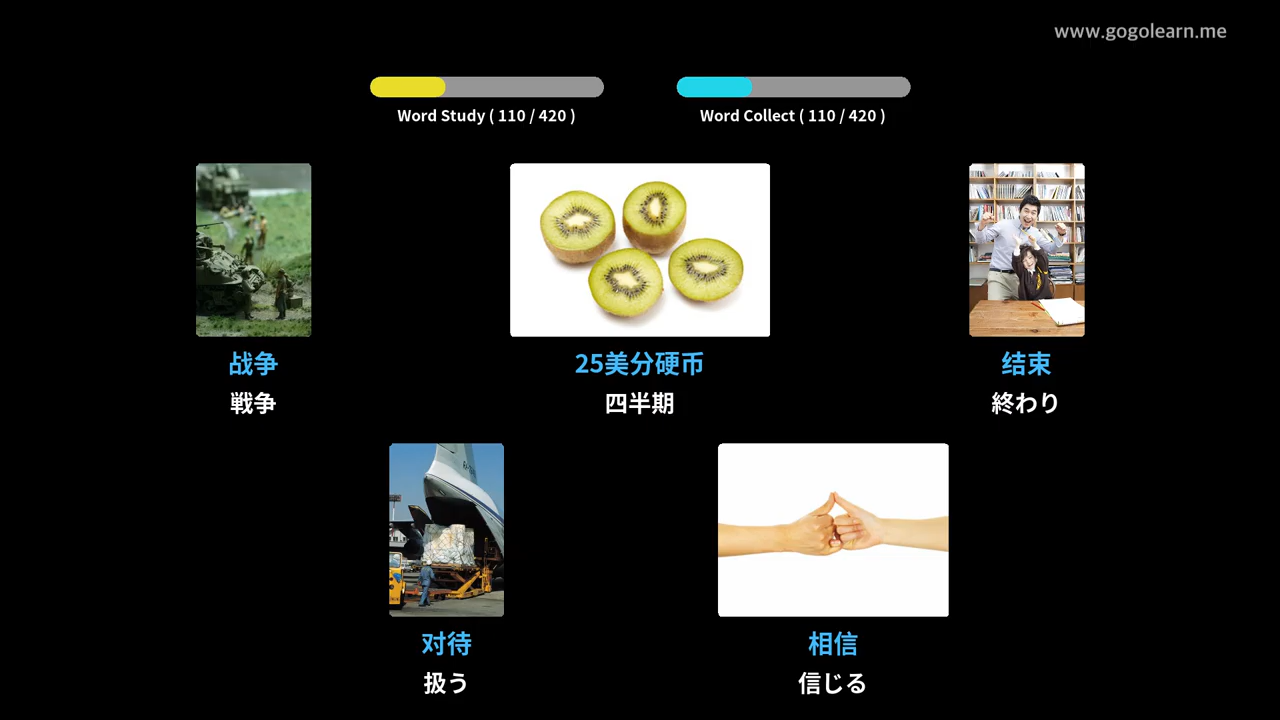 www.gogolearn.me
Word Study ( 110 / 420 )
Word Collect ( 110 / 420 )
战争
戦争
25美分硬币
四半期
结束
終わり
对待
扱う
相信
信じる